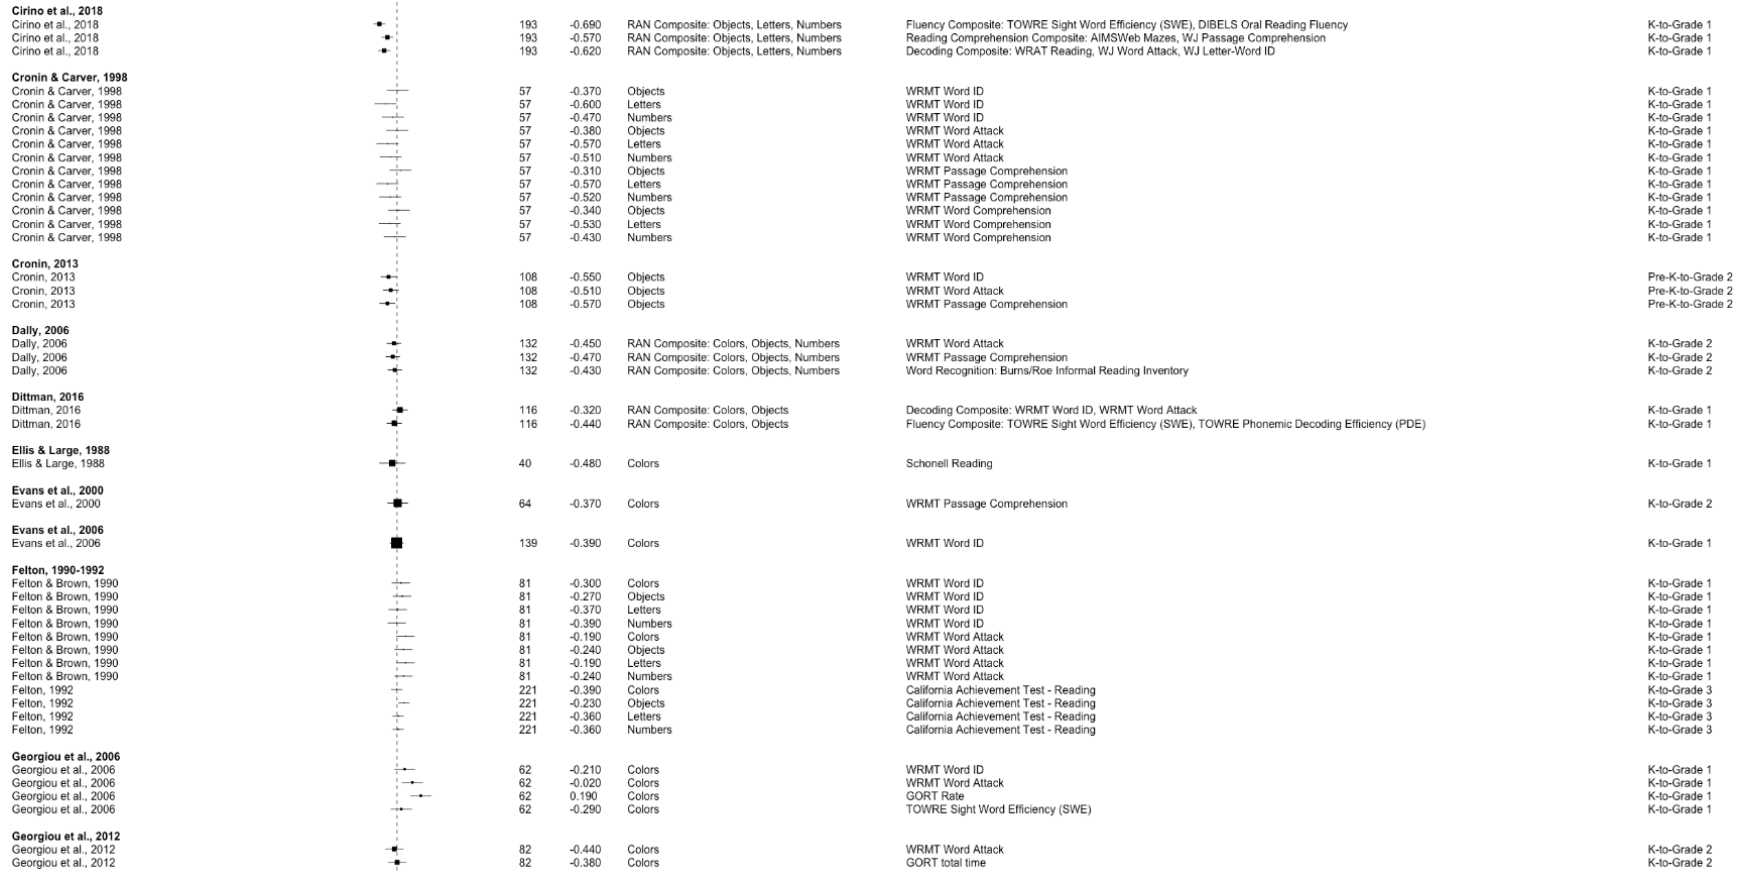 Cirino et al., 2018
Cirino et al., 2018 193 -0.690 RAN Composite: Objects, Letters, Numbers Fluency Composite: TOWRE Sight Word Efficiency (SWE), DIBELS Oral Reading Fluency K-to-Grade 1
Cirino et al., 2018 193 -0.570 RAN Composite: Objects, Letters, Numbers Reading Comprehension Composite: AIMSWeb Mazes, WJ Passage Comprehension K-to-Grade 1
Cirino et al., 2018 193 -0.620 RAN Composite: Objects, Letters, Numbers Decoding Composite: WRAT Reading, WJ Word Attack, WJ Letter-Word ID K-to-Grade 1
Cronin & Carver, 1998
Cronin & Carver, 1998 57 -0.370 Objects WRMT Word ID K-to-Grade 1
Cronin & Carver, 1998 57 -0.600 Letters WRMT Word ID K-to-Grade 1
Cronin & Carver, 1998 57 -0.470 Numbers WRMT Word ID K-to-Grade 1
Cronin & Carver, 1998 57 -0.380 Objects WRMT Word Attack K-to-Grade 1
Cronin & Carver, 1998 57 -0.570 Letters WRMT Word Attack K-to-Grade 1
Cronin & Carver, 1998 57 -0.510 Numbers WRMT Word Attack K-to-Grade 1
Cronin & Carver, 1998 57 -0.310 Objects WRMT Passage Comprehension K-to-Grade 1
Cronin & Carver, 1998 57 -0.570 Letters WRMT Passage Comprehension K-to-Grade 1
Cronin & Carver, 1998 57 -0.520 Numbers WRMT Passage Comprehension K-to-Grade 1
Cronin & Carver, 1998 57 -0.340 Objects WRMT Word Comprehension K-to-Grade 1
Cronin & Carver, 1998 57 -0.530 Letters WRMT Word Comprehension K-to-Grade 1
Cronin & Carver, 1998 57 -0.430 Numbers WRMT Word Comprehension K-to-Grade 1
Cronin, 2013
Cronin, 2013 108 -0.550 Objects WRMT Word ID Pre-K-to-Grade 2
Cronin, 2013 108 -0.510 Objects WRMT Word Attack Pre-K-to-Grade 2
Cronin, 2013 108 -0.570 Objects WRMT Passage Comprehension Pre-K-to-Grade 2
Dally, 2006
Dally, 2006 132 -0.450 RAN Composite: Colors, Objects, Numbers WRMT Word Attack K-to-Grade 2
Dally, 2006 132 -0.470 RAN Composite: Colors, Objects, Numbers WRMT Passage Comprehension K-to-Grade 2
Dally, 2006 132 -0.430 RAN Composite: Colors, Objects, Numbers Word Recognition: Burns/Roe Informal Reading Inventory K-to-Grade 2
Dittman, 2016
Dittman, 2016 116 -0.320 RAN Composite: Colors, Objects Decoding Composite: WRMT Word ID, WRMT Word Attack K-to-Grade 1
Dittman, 2016 116 -0.440 RAN Composite: Colors, Objects Fluency Composite: TOWRE Sight Word Efficiency (SWE), TOWRE Phonemic Decoding Efficiency (PDE) K-to-Grade 1
Ellis & Large, 1988
Ellis & Large, 1988 40 -0.480 Colors Schonell Reading K-to-Grade 1
Evans et al., 2000
Evans et al., 2000 64 -0.370 Colors WRMT Passage Comprehension K-to-Grade 2
Evans et al., 2006
Evans et al., 2006 139 -0.390 Colors WRMT Word ID K-to-Grade 1
Felton, 1990-1992
Felton & Brown, 1990 81 -0.300 Colors WRMT Word ID K-to-Grade 1
Felton & Brown, 1990 81 -0.270 Objects WRMT Word ID K-to-Grade 1
Felton & Brown, 1990 81 -0.370 Letters WRMT Word ID K-to-Grade 1
Felton & Brown, 1990 81 -0.390 Numbers WRMT Word ID K-to-Grade 1
Felton & Brown, 1990 81 -0.190 Colors WRMT Word Attack K-to-Grade 1
Felton & Brown, 1990 81 -0.240 Objects WRMT Word Attack K-to-Grade 1
Felton & Brown, 1990 81 -0.190 Letters WRMT Word Attack K-to-Grade 1
Felton & Brown, 1990 81 -0.240 Numbers WRMT Word Attack K-to-Grade 1
Felton, 1992 221 -0.390 Colors California Achievement Test - Reading K-to-Grade 3
Felton, 1992 221 -0.230 Objects California Achievement Test - Reading K-to-Grade 3
Felton, 1992 221 -0.360 Letters California Achievement Test - Reading K-to-Grade 3
Felton, 1992 221 -0.360 Numbers California Achievement Test - Reading K-to-Grade 3
Georgiou et al., 2006
Georgiou et al., 2006 62 -0.210 Colors WRMT Word ID K-to-Grade 1
Georgiou et al., 2006 62 -0.020 Colors WRMT Word Attack K-to-Grade 1
Georgiou et al., 2006 62 0.190 Colors GORT Rate K-to-Grade 1
Georgiou et al., 2006 62 -0.290 Colors TOWRE Sight Word Efficiency (SWE) K-to-Grade 1
Georgiou et al., 2012
Georgiou et al., 2012 82 -0.440 Colors WRMT Word Attack K-to-Grade 2
Georgiou et al., 2012 82 -0.380 Colors GORT total time K-to-Grade 2